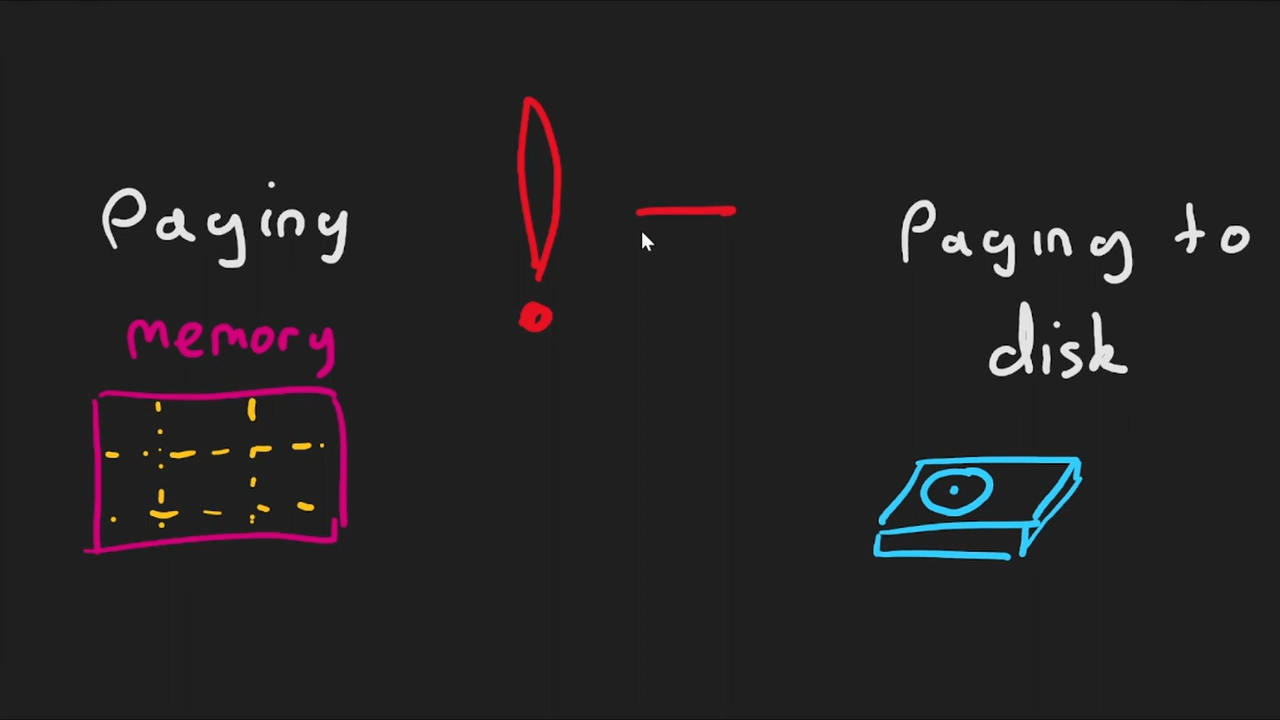 Paging
memory
! –
Paging to
disk